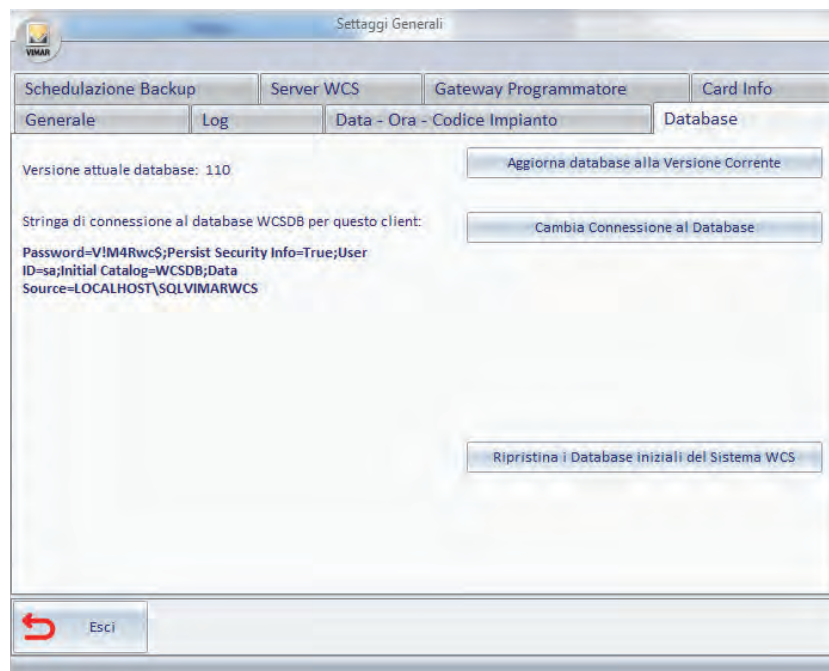 Settaggi Generali
VIMAR
Schedulazione Backup Server WCS Gateway Programmatore Card Info
Generale Log Data - Ora - Codice Impianto Database
Versione attuale database: 110
Aggiorna database alla Versione Corrente
Stringa di connessione al database WCSDB per questo client:
Cambia Connessione al Database
Password=V!M4Rwc$;Persist Security Info=True;User
ID=sa;Initial Catalog=WCSDB;Data
Source=LOCALHOST\SQLVIMARWCS
Ripristina i Database iniziali del Sistema WCS
Esci